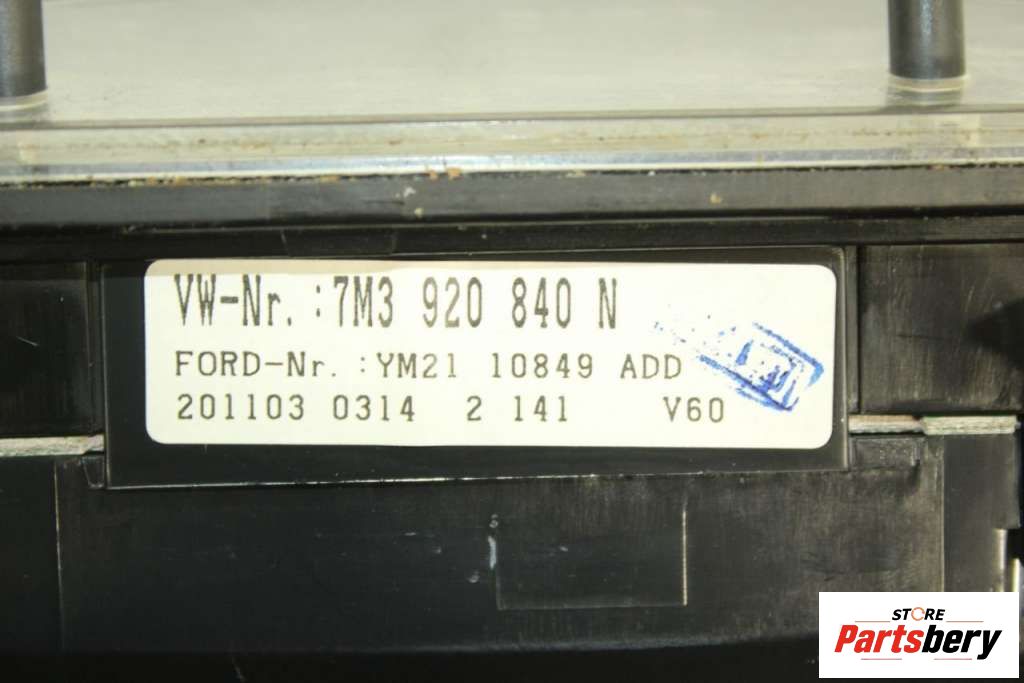 VW-Nr. :7M3 920 840 N
FORD-Nr. :YM21 10849 ADD
201103 0314 2 141 V60
STORE
Partsbery